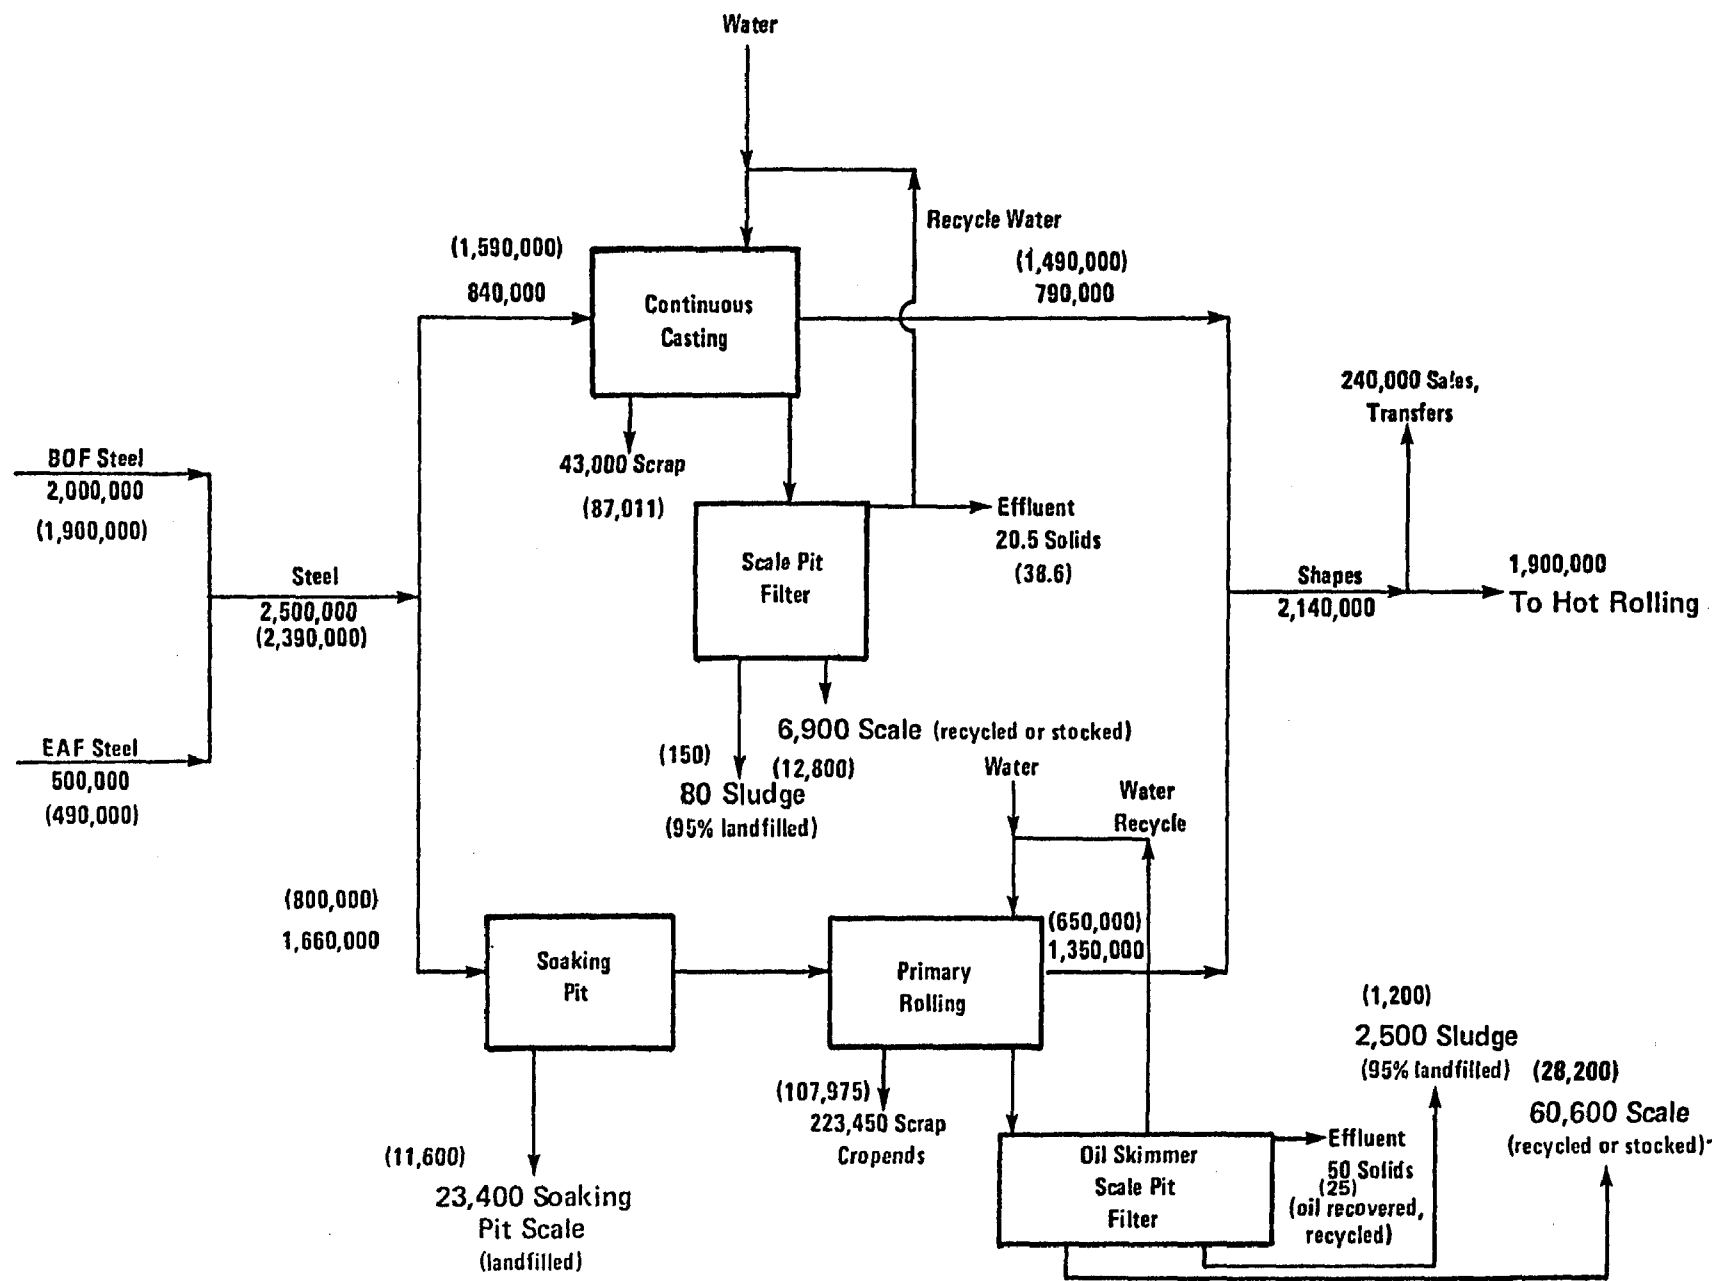 Water
Recycle Water
(1,590,000)
840,000
Continuous
Casting
(1,490,000)
790,000
240,000 Sales,
Transfers
43,000 Scrap
(87,011)
BOF Steel
2,000,000
(1,900,000)
Effluent
20.5 Solids
(38.6)
Scale Pit
Filter
Steel
2,500,000
(2,390,000)
Shapes
2,140,000
1,900,000
To Hot Rolling
6,900 Scale (recycled or stocked)
(12,800)
(150)
80 Sludge
(95% landfilled)
EAF Steel
500,000
(490,000)
Water
Water
Recycle
(800,000)
1,660,000
Soaking
Pit
Primary
Rolling
(650,000)
1,350,000
(1,200)
2,500 Sludge
(95% landfilled)
(28,200)
60,600 Scale
(recycled or stocked)
(107,975)
223,450 Scrap
Cropends
Oil Skimmer
Scale Pit
Filter
Effluent
50 Solids
(25)
(oil recovered,
recycled)
(11,600)
23,400 Soaking
Pit Scale
(landfilled)